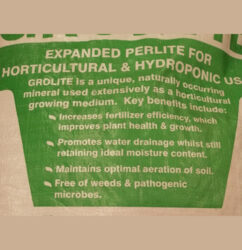 EXPANDED PERLITE FOR
HORTICULTURAL & HYDROPONIC US
GROLITE is a unique, naturally occurring
mineral used extensively as a horticultural
growing medium. Key benefits include:
Increases fertilizer efficiency, which
improves plant health & growth.
Promotes water drainage whilst still
retaining ideal moisture content.
Maintains optimal aeration of soil.
Free of weeds & pathogenic
microbes.